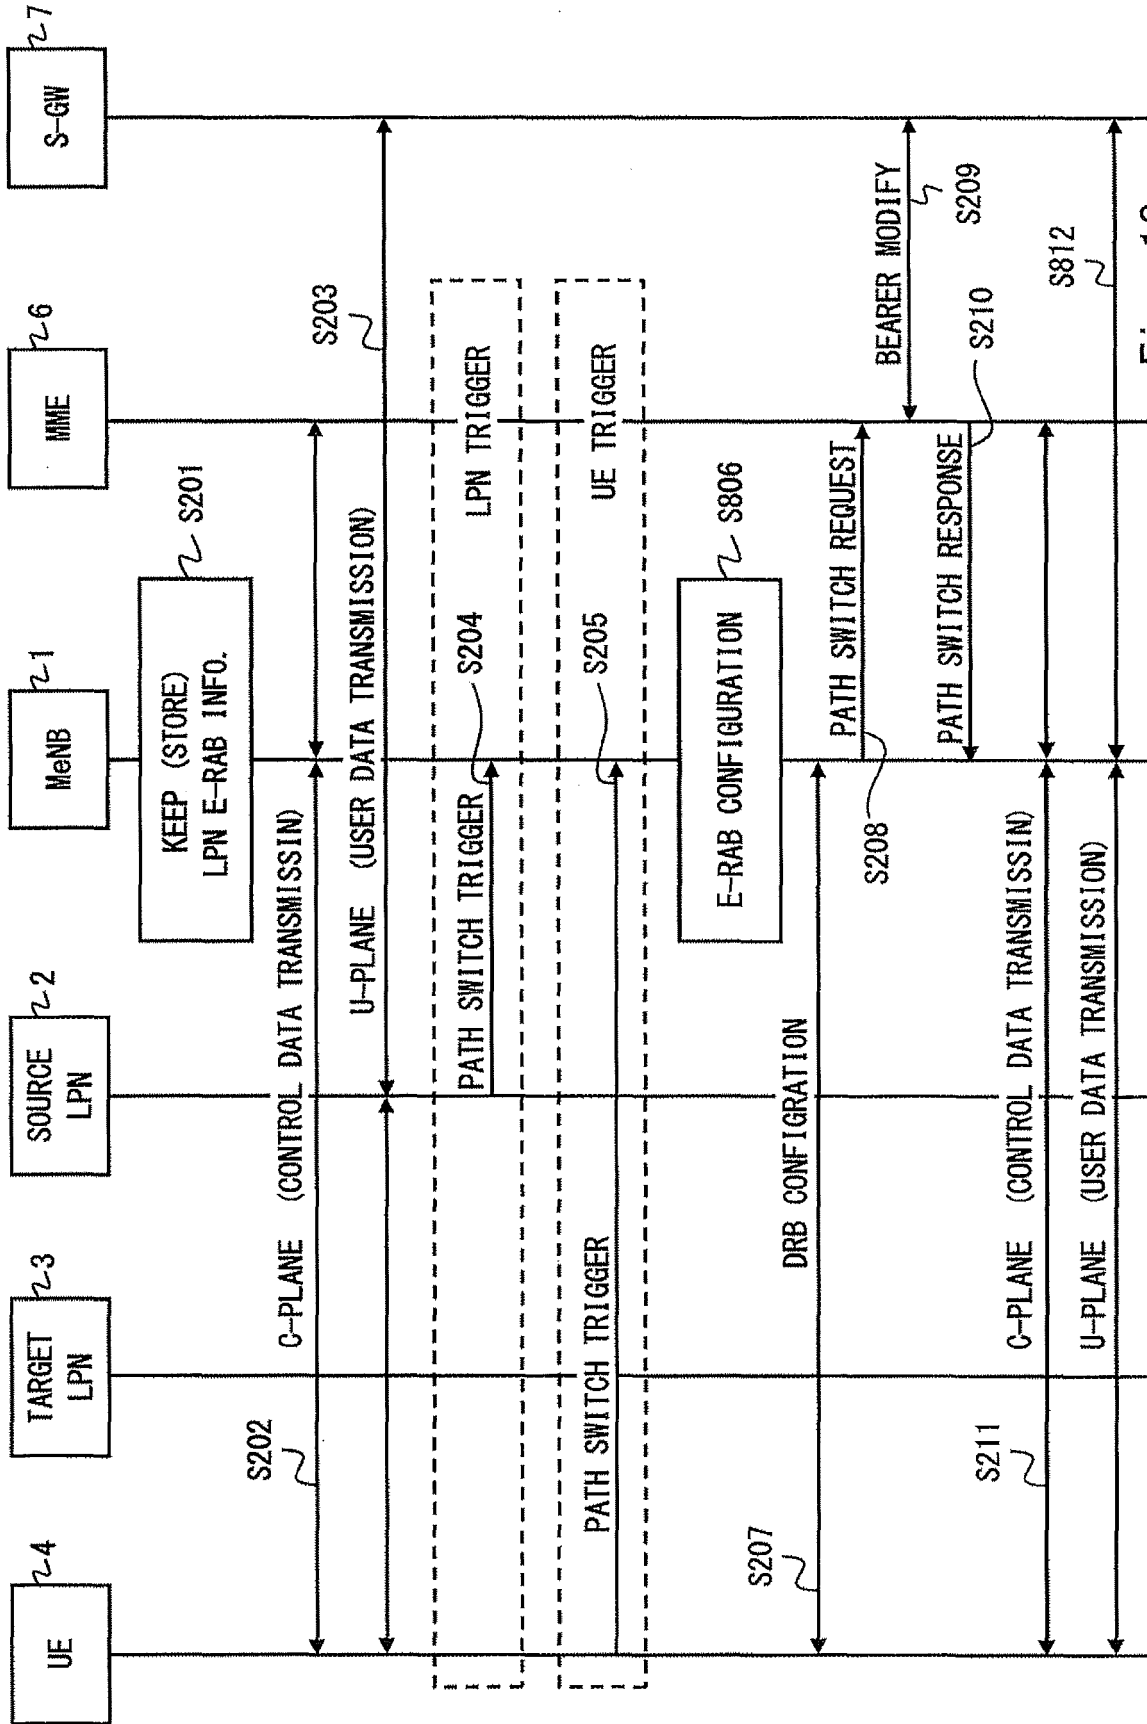 UE
4
TARGET
LPN
3
SOURCE
LPN
2
MeNB
1
MME
6
S-GW
7
KEEP (STORE)
LPN E-RAB INFO.
S201
S202
C-PLANE (CONTROL DATA TRANSMISSIN)
U-PLANE (USER DATA TRANSMISSION)
S203
PATH SWITCH TRIGGER
S204
LPN TRIGGER
PATH SWITCH TRIGGER
S205
UE TRIGGER
E-RAB CONFIGURATION
S806
S207
DRB CONFIGRATION
S208
PATH SWITCH REQUEST
BEARER MODIFY
S209
PATH SWITCH RESPONSE
S210
S211
C-PLANE (CONTROL DATA TRANSMISSIN)
U-PLANE (USER DATA TRANSMISSION)
S812